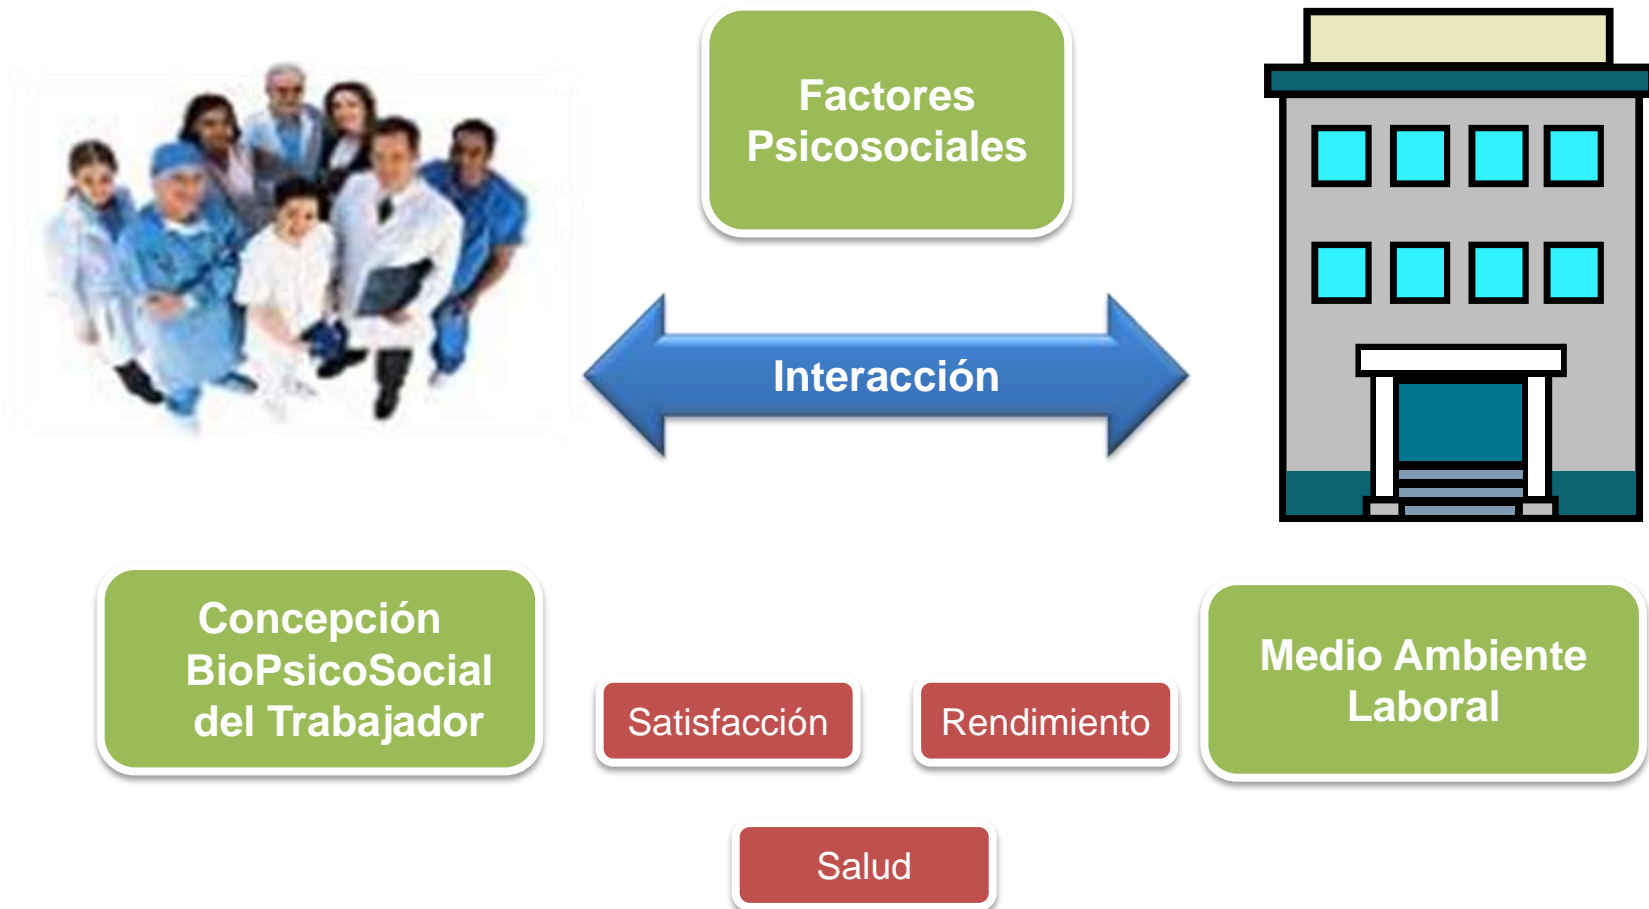 Factores
Psicosociales
Interacción
Concepción
BioPsicoSocial
del Trabajador
Satisfacción
Rendimiento
Medio Ambiente
Laboral
Salud